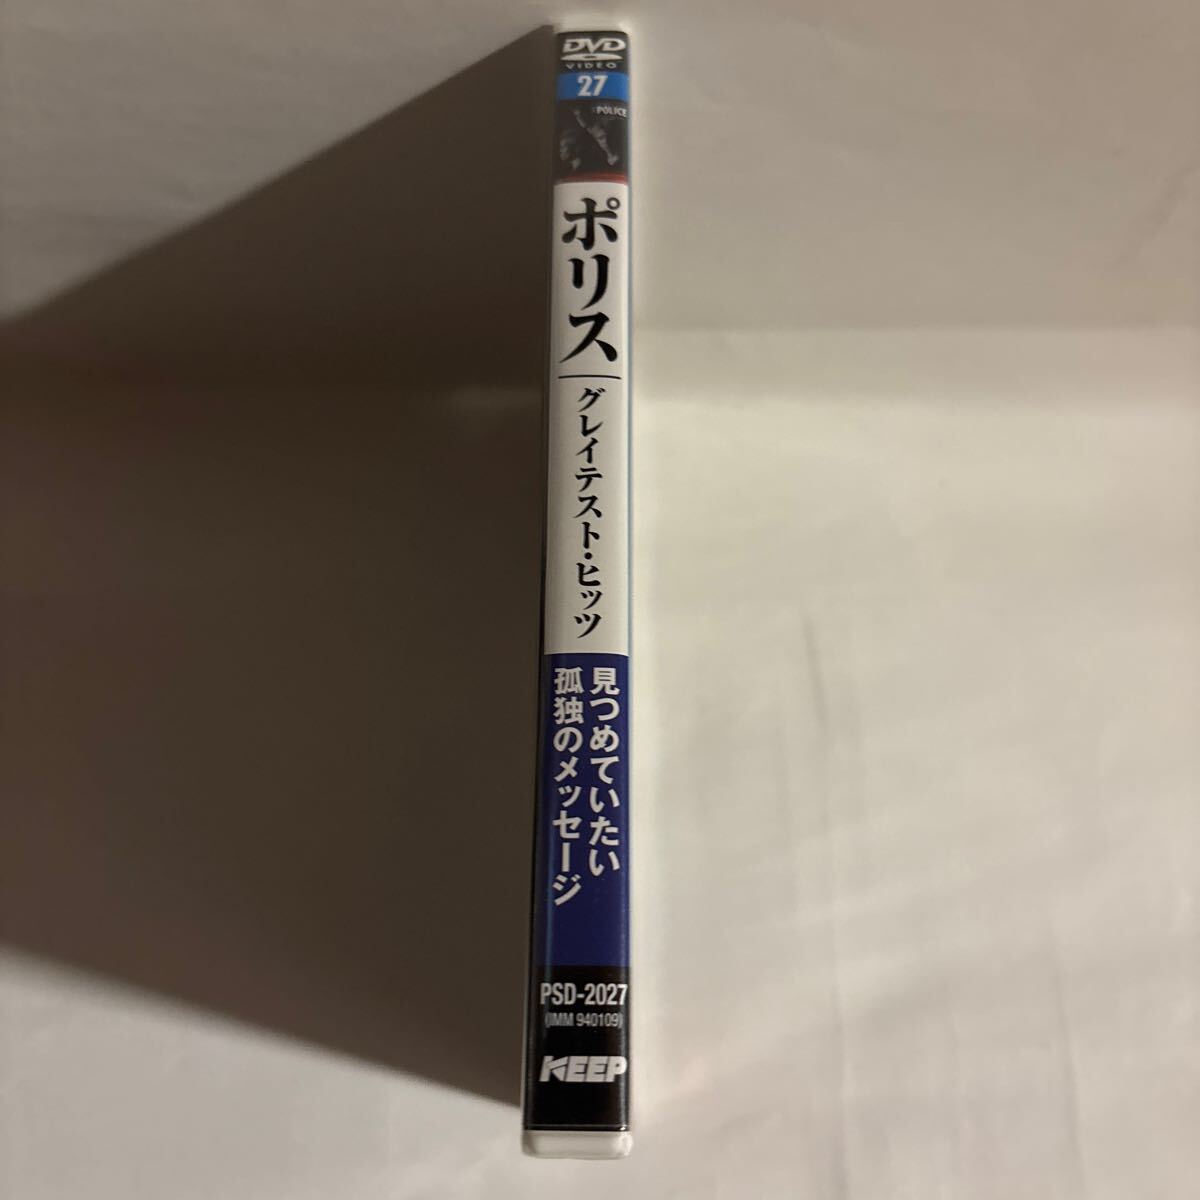 DVD
VIDEO
27
POLICE
ポリス
グレイテスト・ヒッツ
見つめていたい
孤独のメッセージ
PSD-2027
(IMM 940109)
KEEP